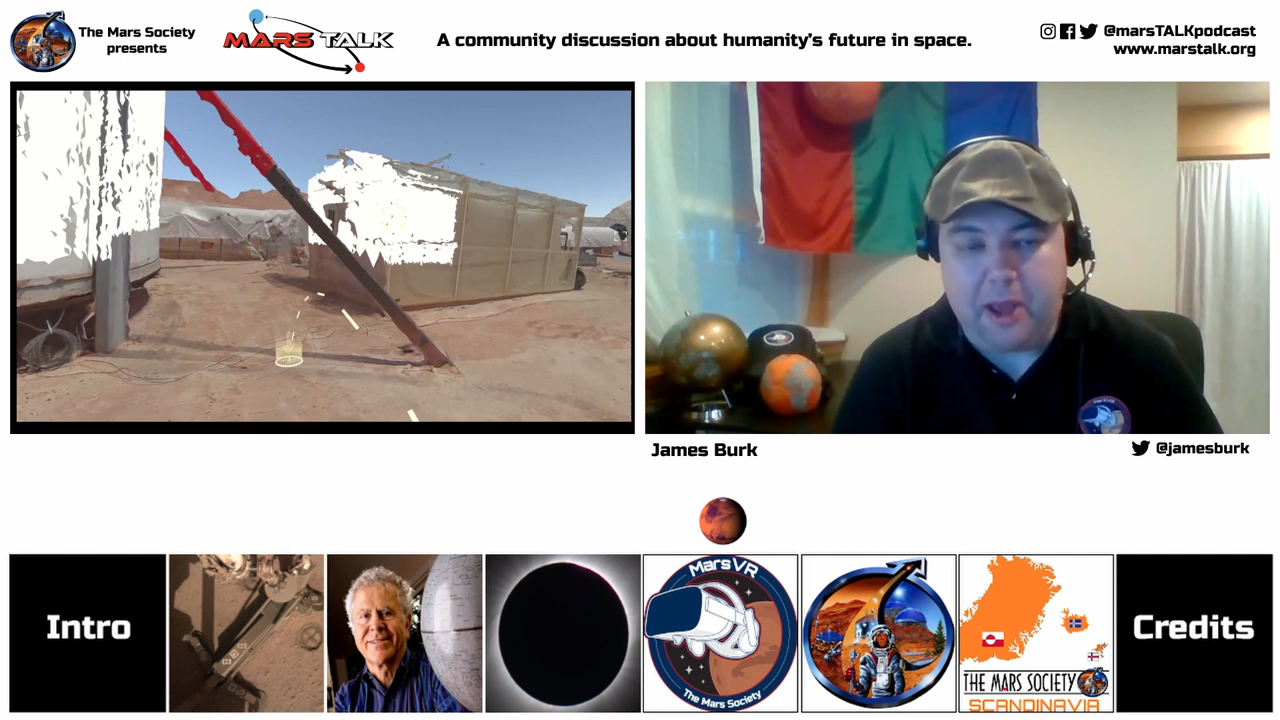 The Mars Society
presents
MARS TALK
A community discussion about humanity's future in space.
@marsTALKpodcast
www.marstalk.org
James Burk
@jamesburk
Intro
MarsVR
The Mars Society
THE MARS SOCIETY
SCANDINAVIA
Credits